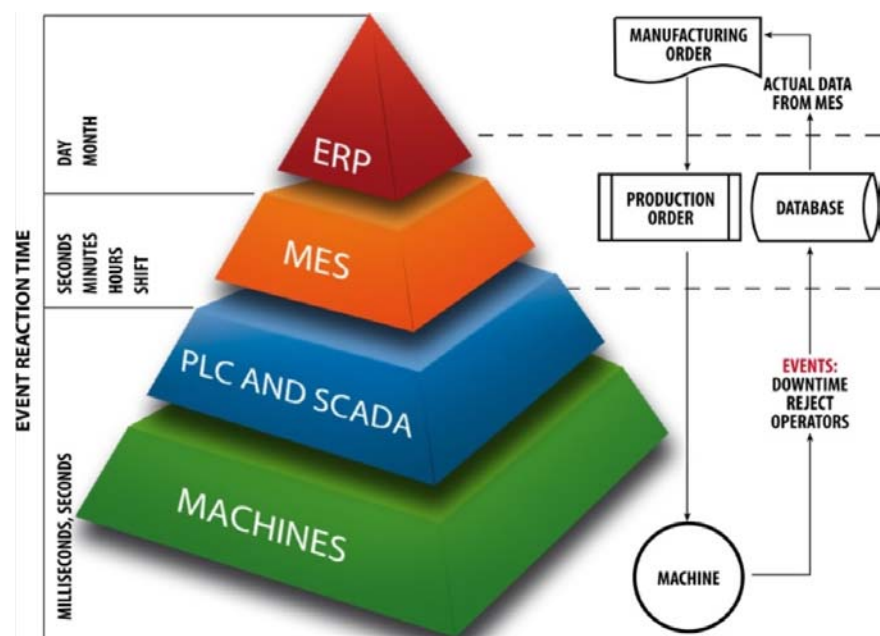 EVENT REACTION TIME
DAY
MONTH
SECONDS
MINUTES
HOURS
SHIFT
MILLISECONDS, SECONDS
ERP
MES
PLC AND SCADA
MACHINES
MANUFACTURING
ORDER
ACTUAL DATA
FROM MES
PRODUCTION
ORDER
DATABASE
EVENTS:
DOWNTIME
REJECT
OPERATORS
MACHINE